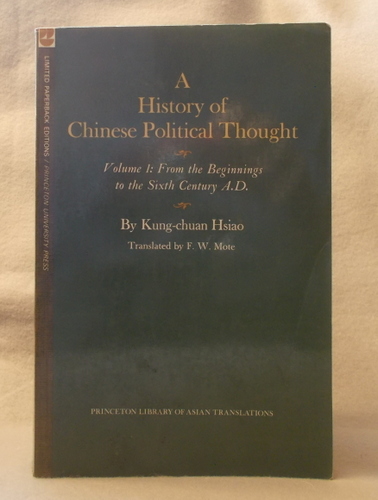 A
History of
Chinese Political Thought
Volume 1: From the Beginnings
to the Sixth Century A.D.
By Kung-chuan Hsiao
Translated by F. W. Mote
PRINCETON LIBRARY OF ASIAN TRANSLATIONS
LIMITED PAPERBACK EDITIONS / PRINCETON UNIVERSITY PRESS